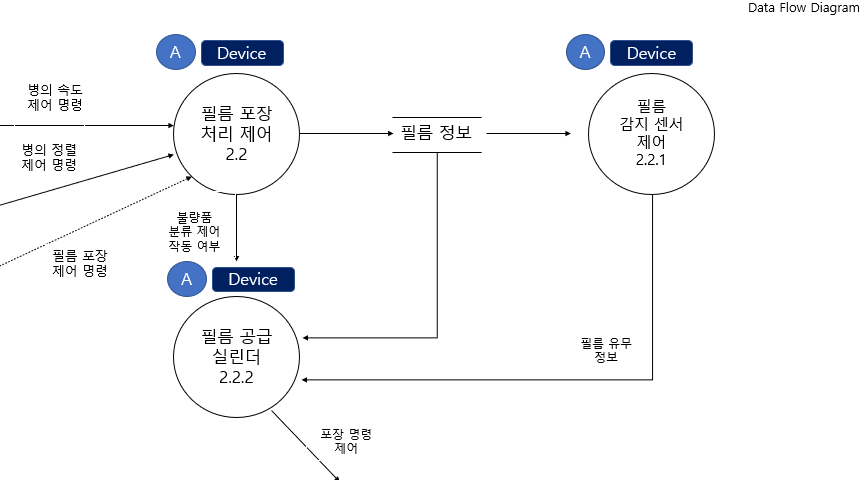 Data Flow Diagram
A
Device
A
Device
병의 속도
제어 명령
필름 포장
처리 제어
2.2
필름 정보
필름
감지 센서
제어
2.2.1
병의 정렬
제어 명령
불량품
분류 제어
작동 여부
필름 포장
제어 명령
A
Device
필름 공급
실린더
2.2.2
필름 유무
정보
포장 명령
제어